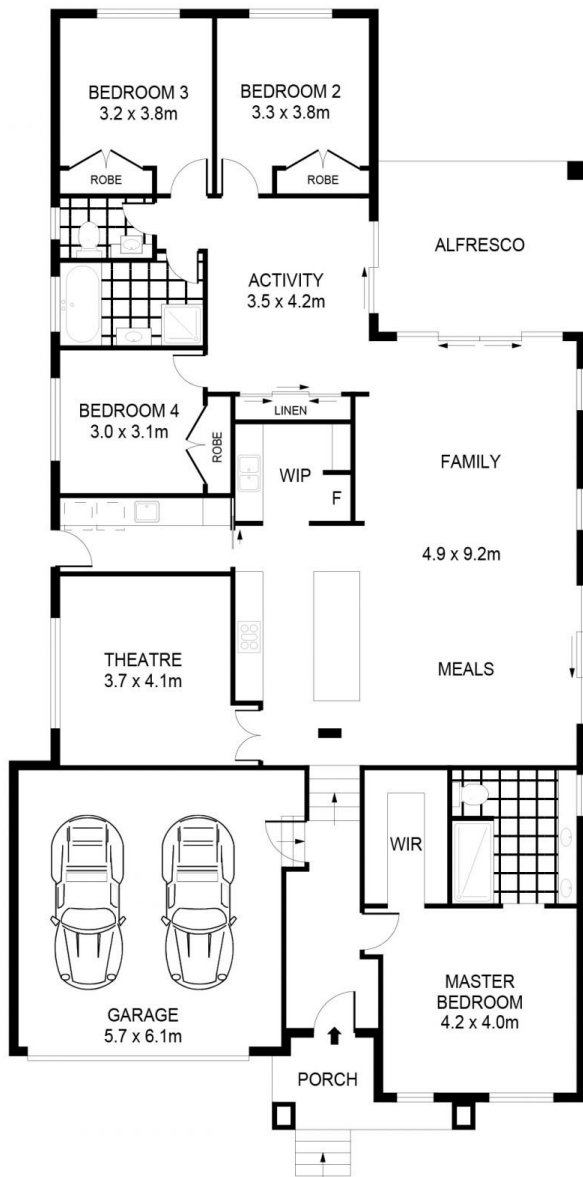 BEDROOM 3
3.2 x 3.8m
BEDROOM 2
3.3 x 3.8m
ROBE
ROBE
ALFRESCO
ACTIVITY
3.5 x 4.2m
BEDROOM 4
3.0 x 3.1m
ROBE
LINEN
WIP
F
FAMILY
4.9 x 9.2m
THEATRE
3.7 x 4.1m
MEALS
WIR
GARAGE
5.7 x 6.1m
MASTER
BEDROOM
4.2 x 4.0m
PORCH